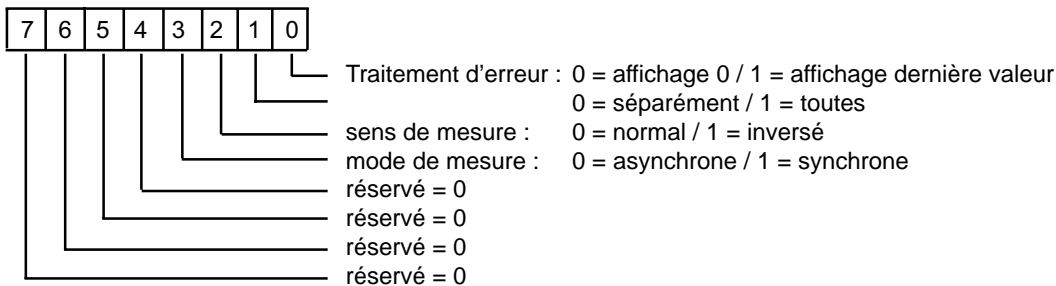 7 6 5 4 3 2 1 0
Traitement d'erreur : 0 = affichage 0 / 1 = affichage dernière valeur
0 = séparément / 1 = toutes
sens de mesure : 0 = normal / 1 = inversé
mode de mesure : 0 = asynchrone / 1 = synchrone
réservé = 0
réservé = 0
réservé = 0
réservé = 0